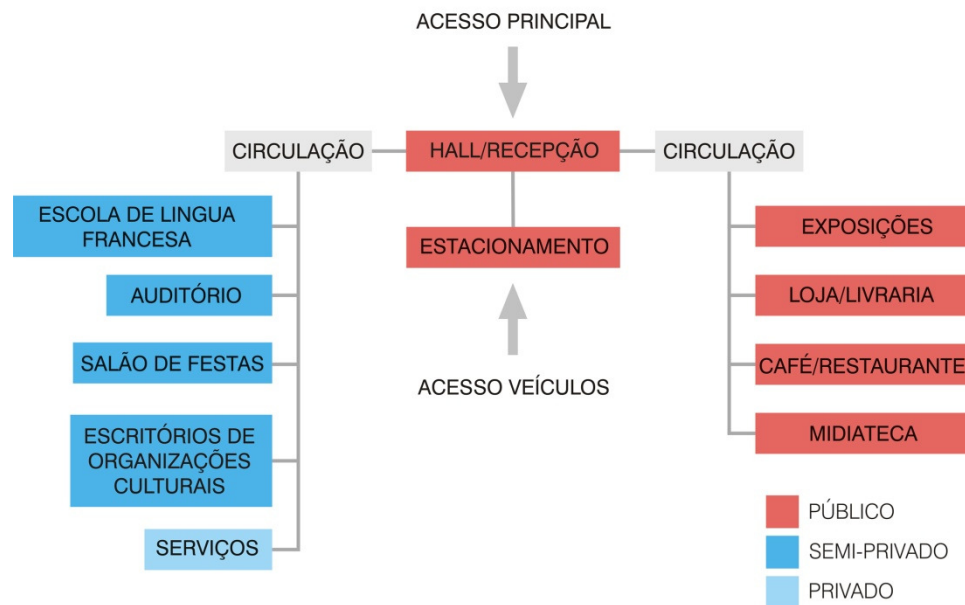 ACESSO PRINCIPAL
CIRCULAÇÃO
HALL/RECEPÇÃO
CIRCULAÇÃO
ESCOLA DE LINGUA
FRANCESA
AUDITÓRIO
SALÃO DE FESTAS
ESCRITÓRIOS DE
ORGANIZAÇÕES
CULTURAIS
SERVIÇOS
ESTACIONAMENTO
ACESSO VEÍCULOS
EXPOSIÇÕES
LOJA/LIVRARIA
CAFÉ/RESTAURANTE
MIDIATECA
PÚBLICO
SEMI-PRIVADO
PRIVADO